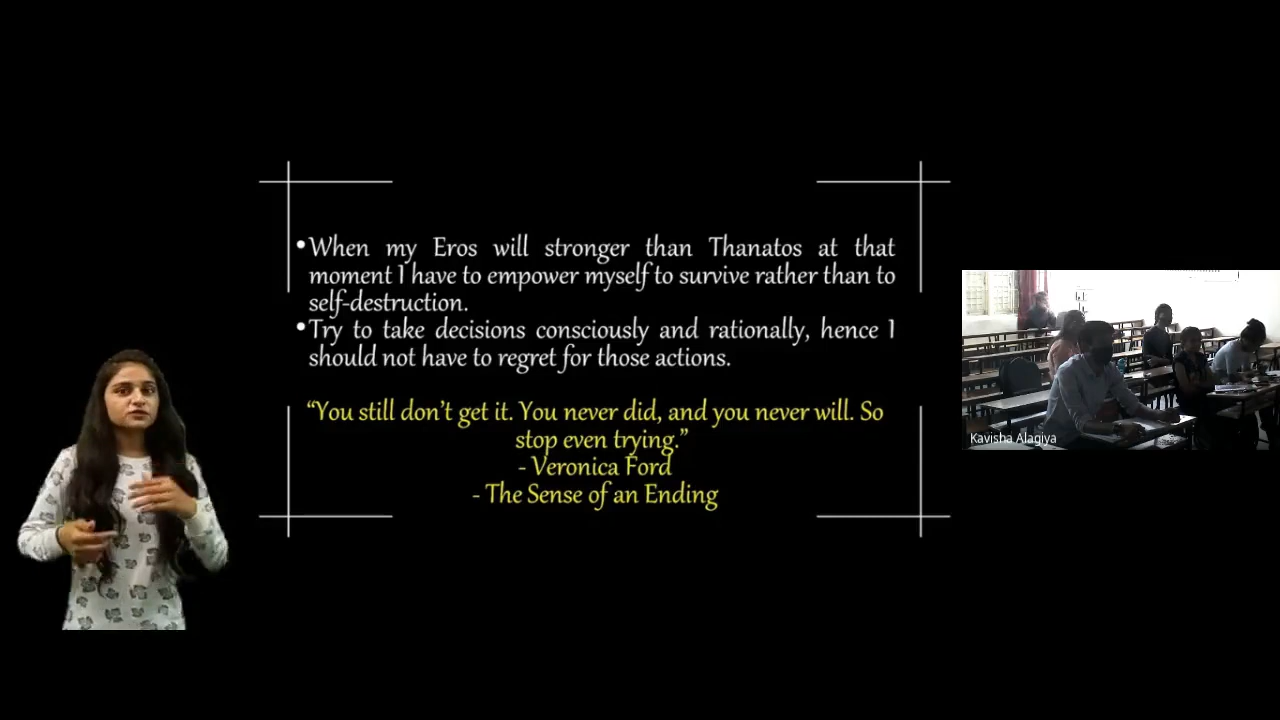 •When my Eros will stronger than Thanatos at that
moment I have to empower myself to survive rather than to
self-destruction.
•Try to take decisions consciously and rationally, hence I
should not have to regret for those actions.
“You still don’t get it. You never did, and you never will. So
stop even trying.”
- Veronica Ford
- The Sense of an Ending
Kavisha Alagiya